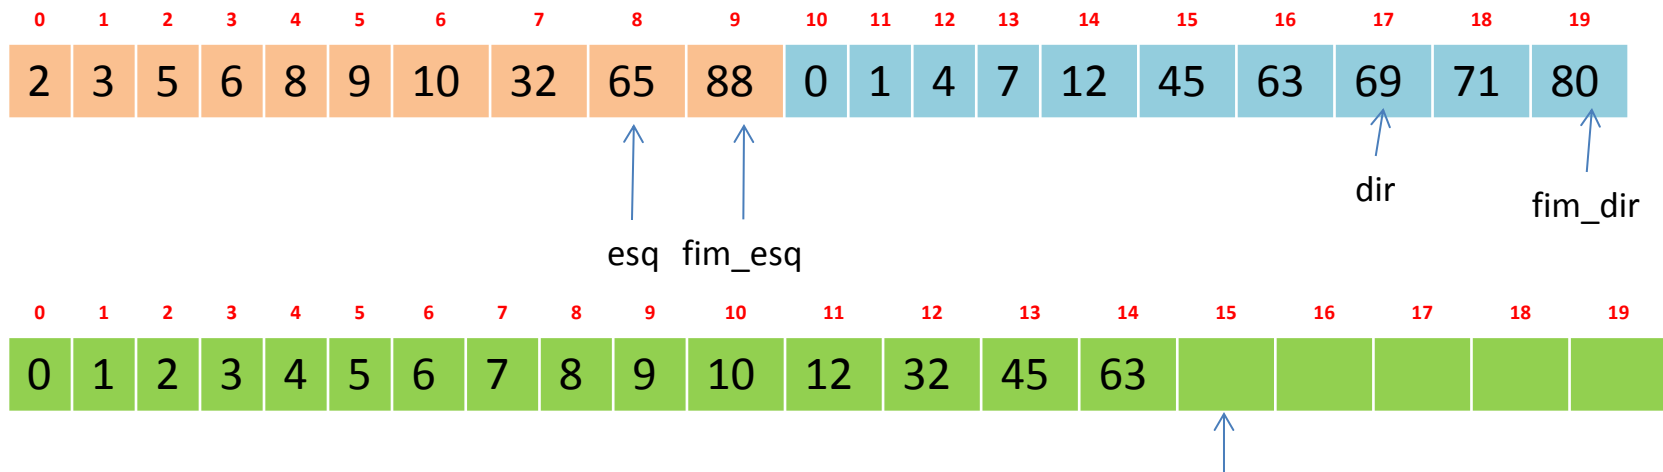 0 1 2 3 4 5 6 7 8 9 10 11 12 13 14 15 16 17 18 19
2 3 5 6 8 9 10 32 65 88 0 1 4 7 12 45 63 69 71 80
dir
fim_dir
esq fim_esq
0 1 2 3 4 5 6 7 8 9 10 11 12 13 14 15 16 17 18 19
0 1 2 3 4 5 6 7 8 9 10 12 32 45 63